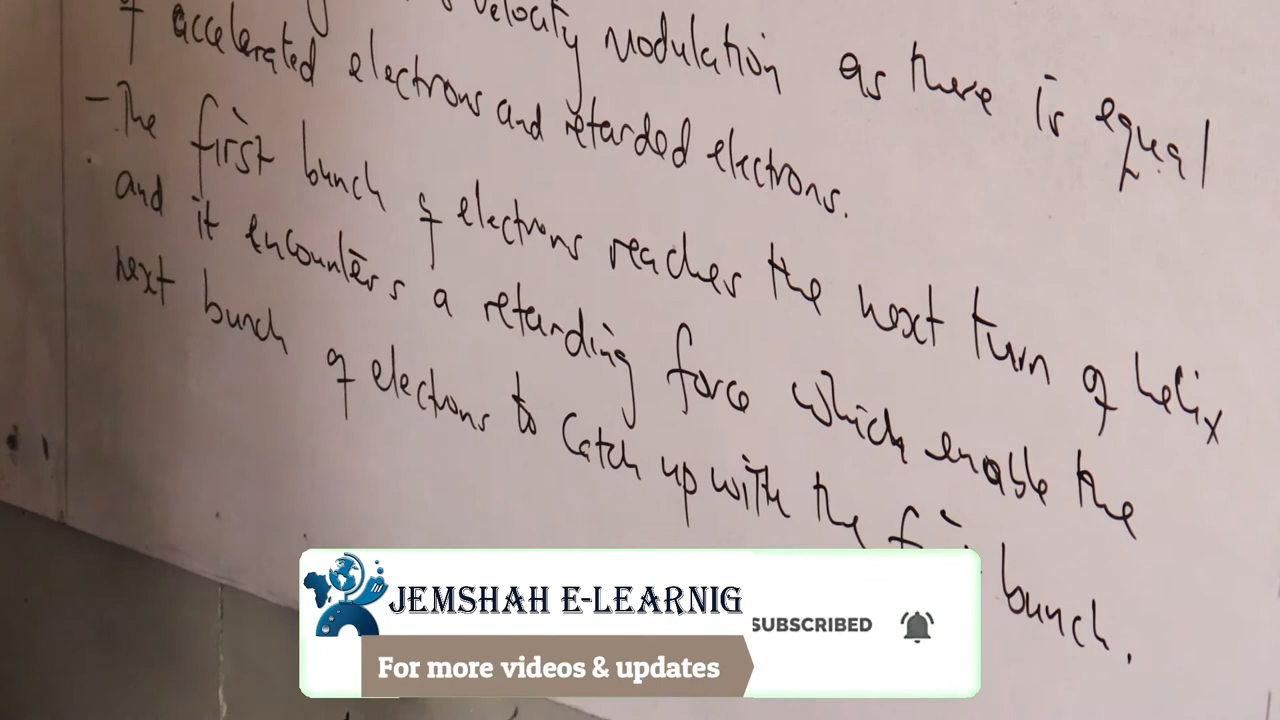 velocity modulation as there is equal
of accelerated electrons and retarded electrons.
- The first bunch of electrons reaches the next turn of helix
and it encounters a retarding force which enable the
next bunch of electrons to catch up with the bunch.
JEMSHAH E-LEARNIG
SUBSCRIBED
For more videos & updates